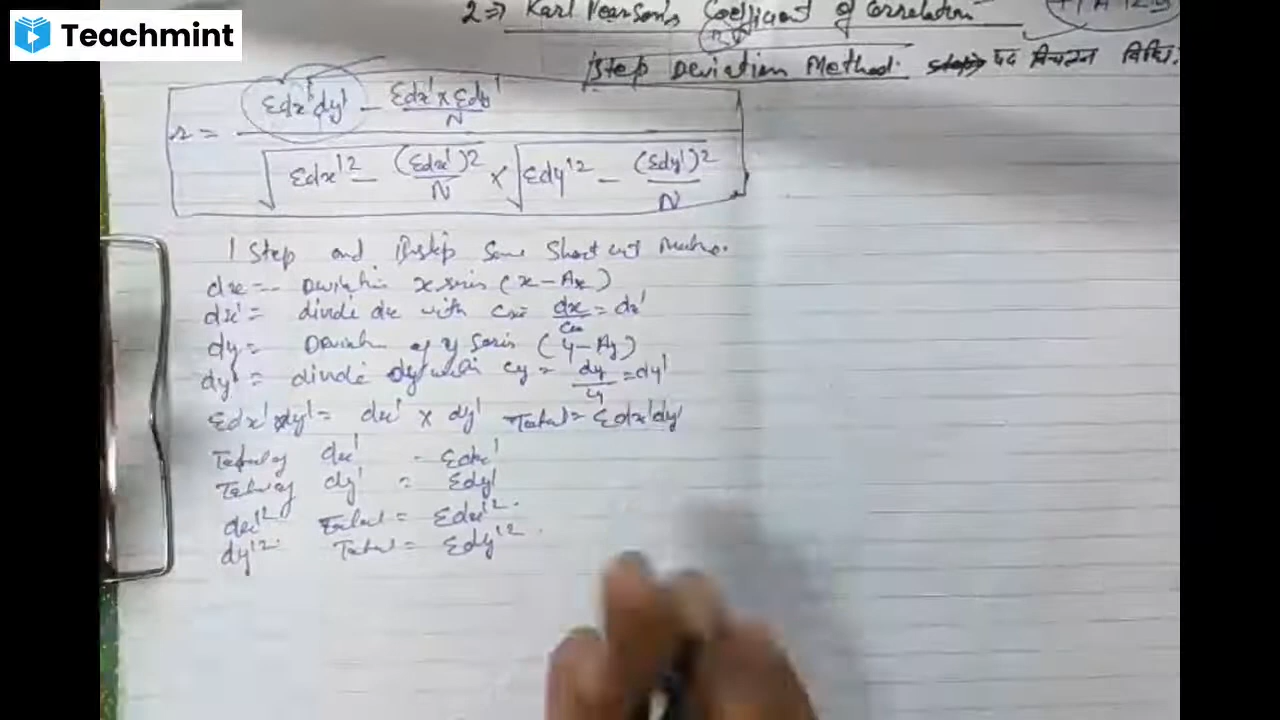 Teachmint
2 ⇒ Karl Pearson's Coefficient of Correlation
Step Deviation Method. पद विचलन विधि.
r = Σdx'dy' - Σdx' × Σdy' / N
√Σdx'² - (Σdx')² / N × √Σdy'² - (Σdy')² / N
1 Step and same Short cut
dx = Deviation x series (x - Ax)
dx' = divide dx with cx = dx/cx = dx'
dy = of y series (y - Ay)
dy' = divide dy with cy = dy/cy = dy'
Σdx' dy' = dx' × dy' Total = Σdx'dy'
Total of dx' = Σdx'
Total of dy' = Σdy'
dx'² Total = Σdx'².
dy'². Total = Σdy'².